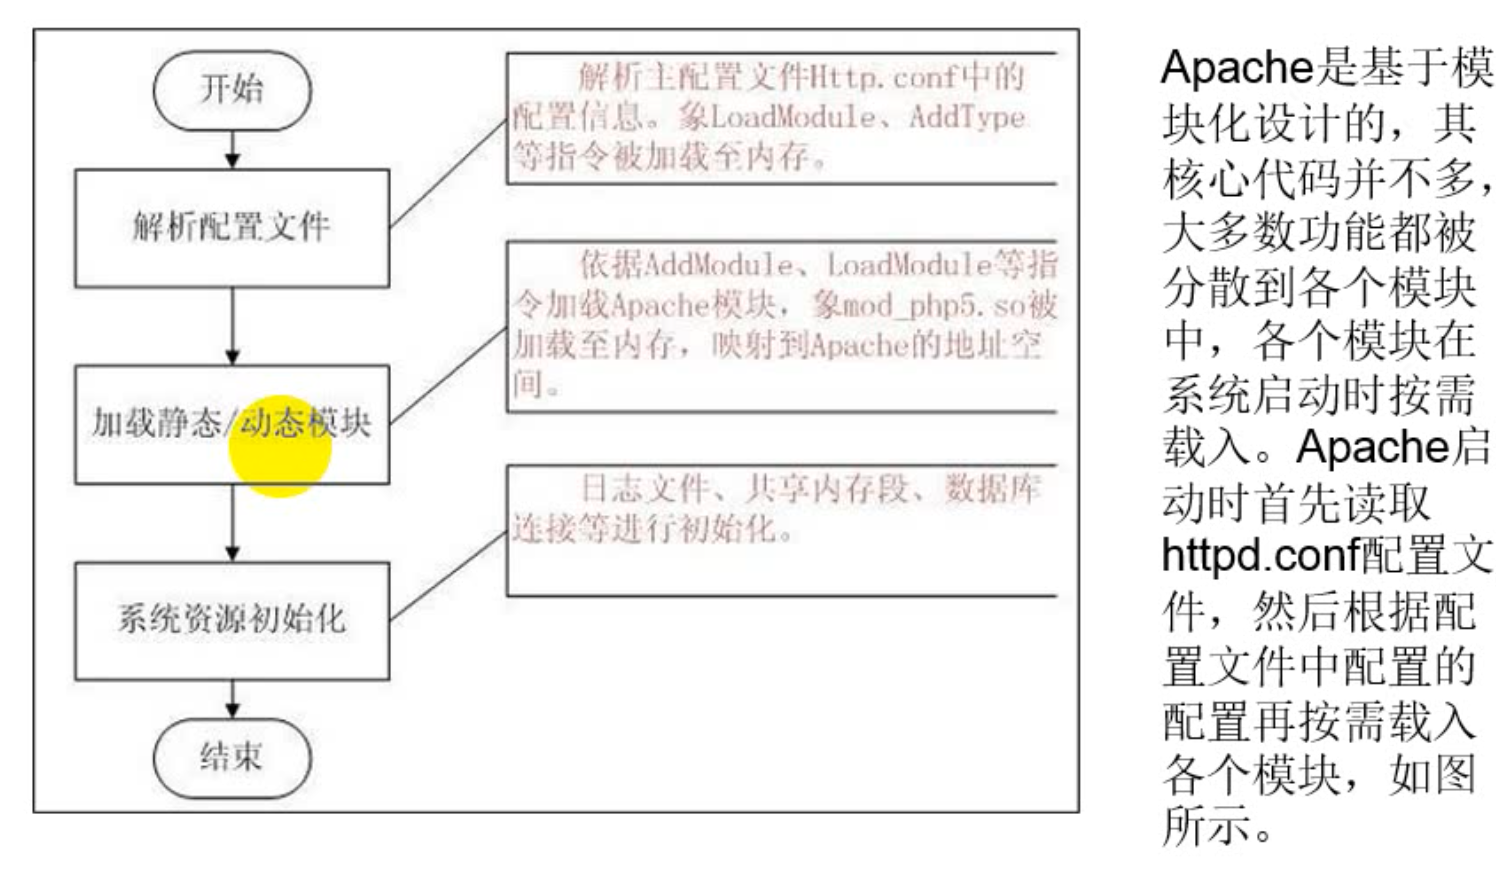 开始
解析配置文件
加载静态/动态模块
系统资源初始化
结束
解析主配置文件Http.conf中的
配置信息。象LoadModule、AddType
等指令被加载至内存。
依据AddModule、LoadModule等指
令加载Apache模块，象mod_php5.so被
加载至内存，映射到Apache的地址空
间。
日志文件、共享内存段、数据库
连接等进行初始化。
Apache是基于模
块化设计的，其
核心代码并不多，
大多数功能都被
分散到各个模块
中，各个模块在
系统启动时按需
载入。Apache启
动时首先读取
httpd.conf配置文
件，然后根据配
置文件中配置的
配置再按需载入
各个模块，如图
所示。